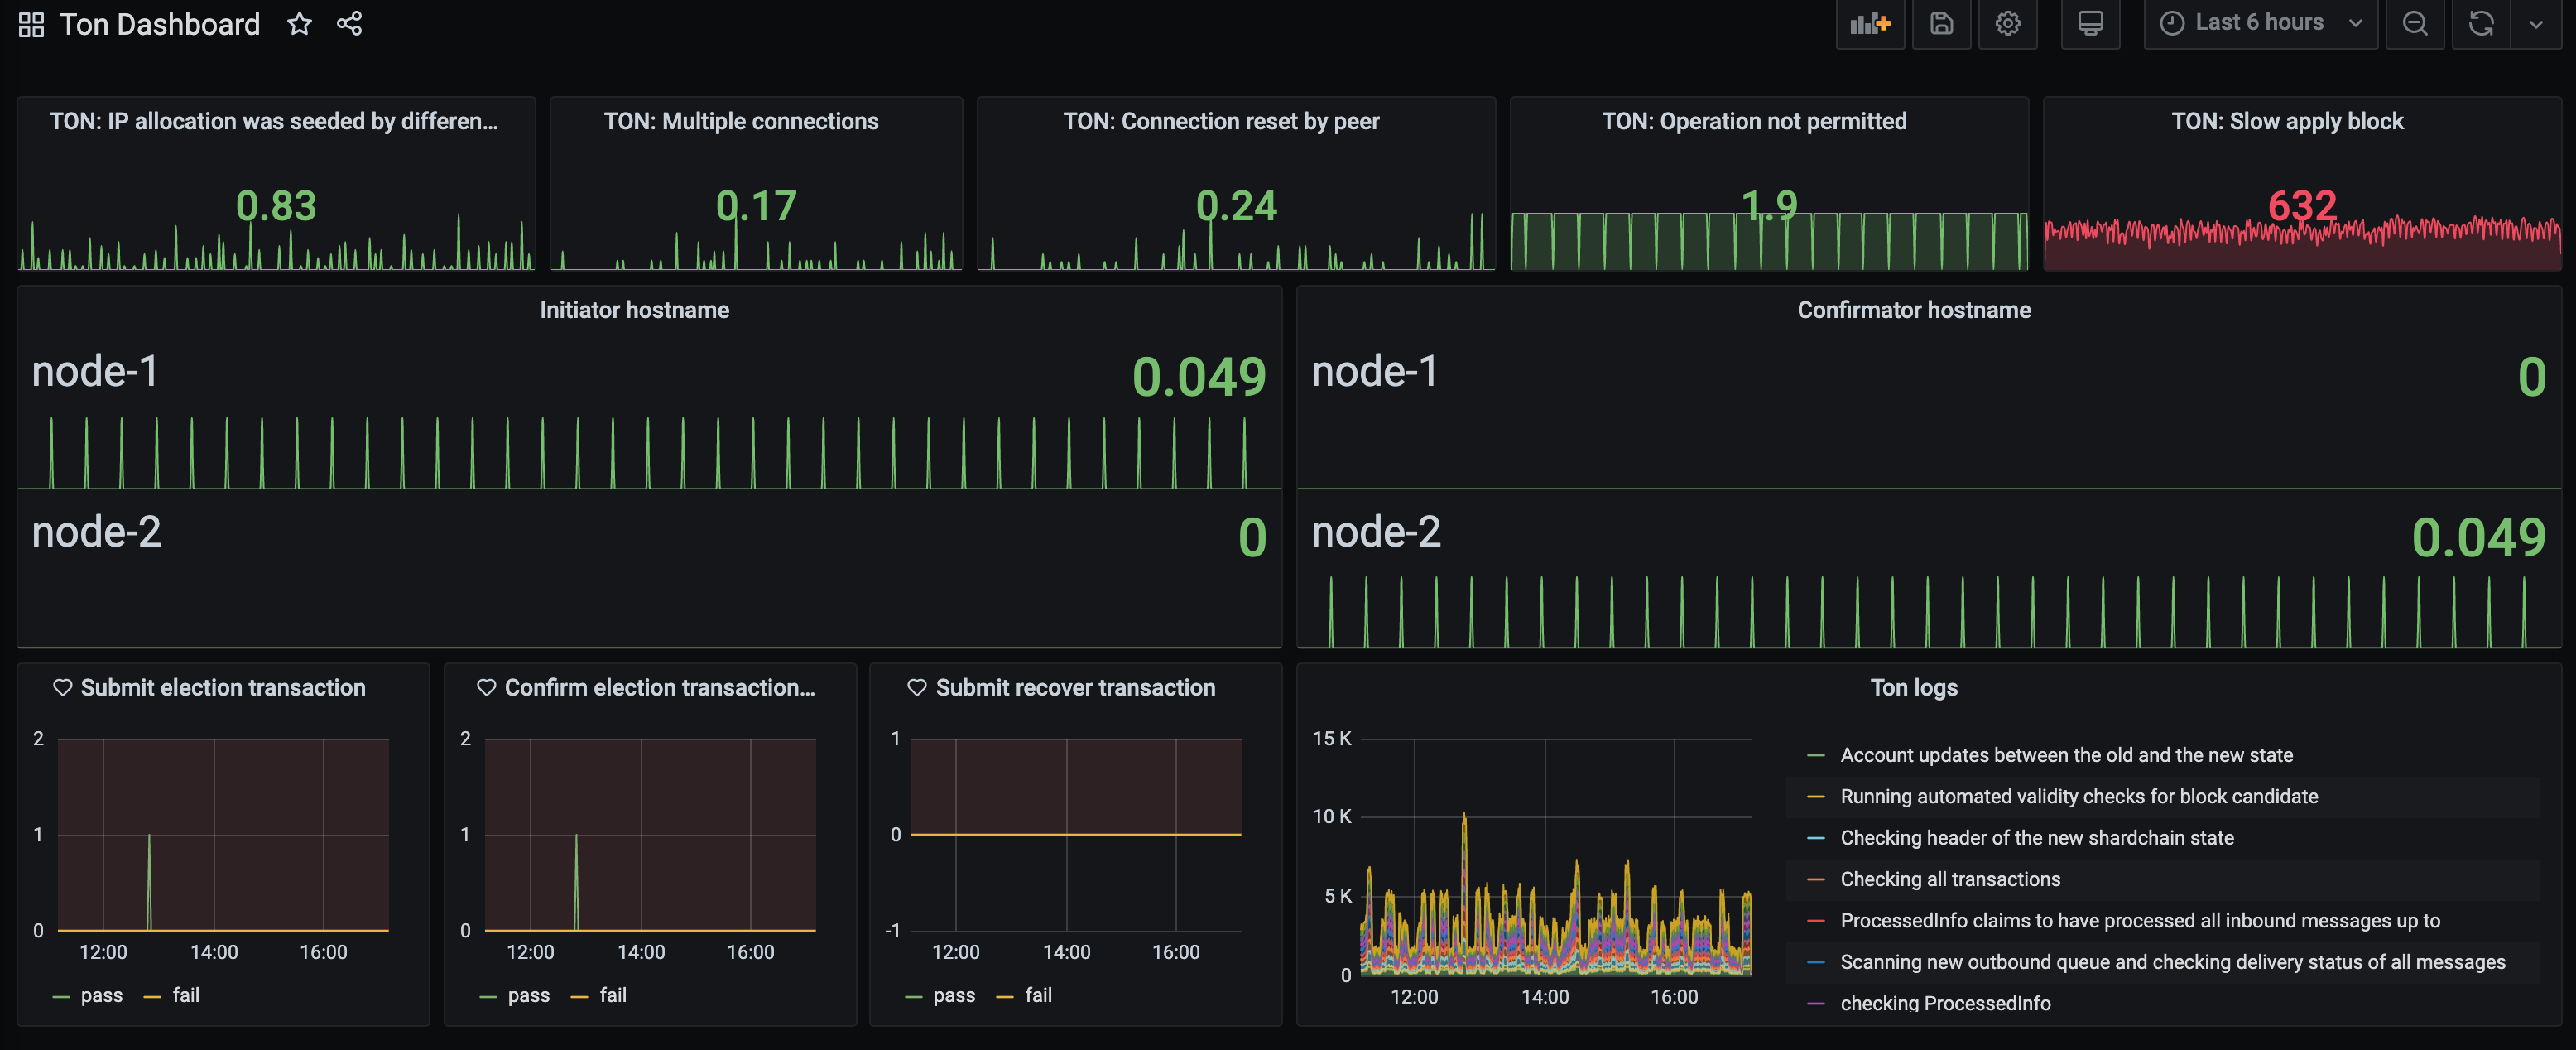 Ton Dashboard
Last 6 hours
TON: IP allocation was seeded by differen...
0.83
TON: Multiple connections
0.17
TON: Connection reset by peer
0.24
TON: Operation not permitted
1.9
TON: Slow apply block
632
Initiator hostname
node-1
0.049
node-2
0
Confirmator hostname
node-1
0
node-2
0.049
Submit election transaction
2
1
0
12:00 14:00 16:00
pass fail
Confirm election transaction...
2
1
0
12:00 14:00 16:00
pass fail
Submit recover transaction
1
0
-1
12:00 14:00 16:00
pass fail
Ton logs
15 K
10 K
5 K
0
12:00 14:00 16:00
Account updates between the old and the new state
Running automated validity checks for block candidate
Checking header of the new shardchain state
Checking all transactions
ProcessedInfo claims to have processed all inbound messages up to
Scanning new outbound queue and checking delivery status of all messages
checking ProcessedInfo